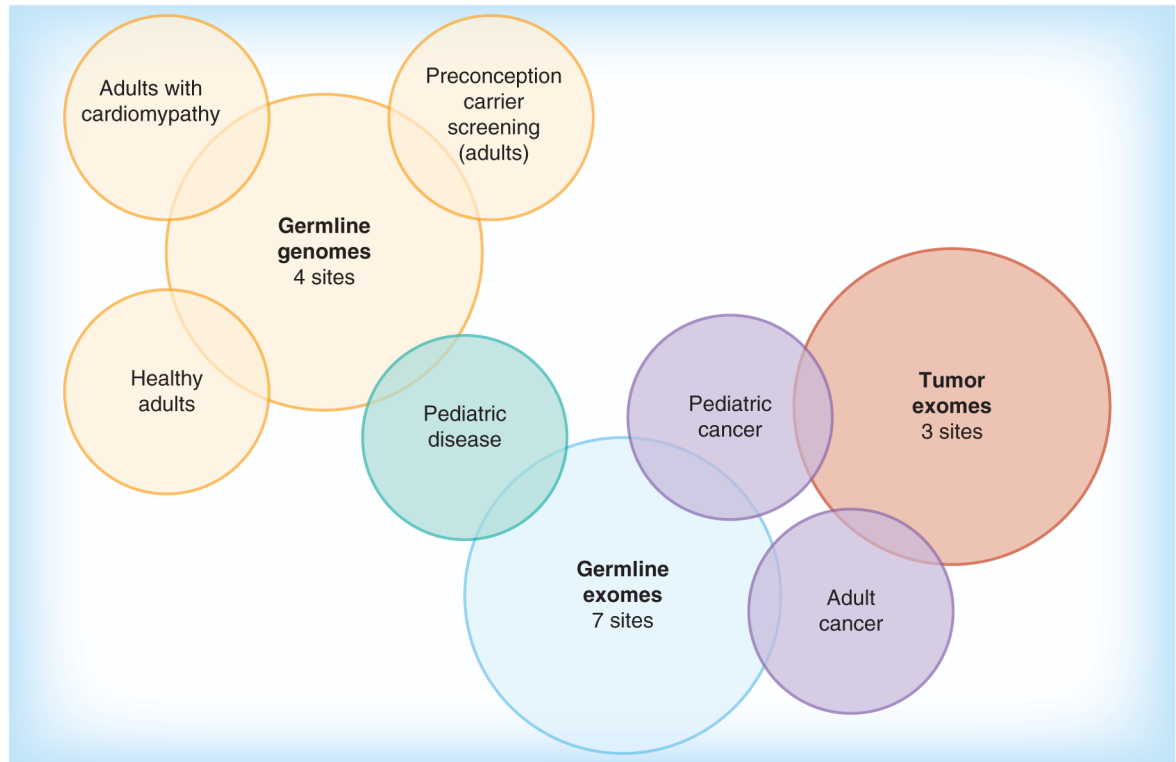 Adults with
cardiomypathy
Preconception
carrier
screening
(adults)
Germline
genomes
4 sites
Healthy
adults
Pediatric
disease
Pediatric
cancer
Tumor
exomes
3 sites
Germline
exomes
7 sites
Adult
cancer